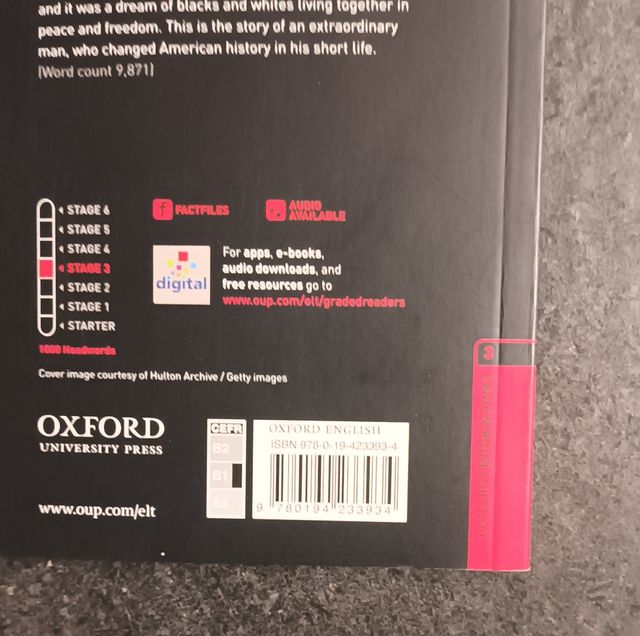 and it was a dream of blacks and whites living together in
peace and freedom. This is the story of an extraordinary
man, who changed American history in his short life.
(Word count 9,871)
STAGE 6
STAGE 5
STAGE 4
STAGE 3
STAGE 2
STAGE 1
STARTER
1000 Headwords
f FACTFILES
AUDIO
AVAILABLE
digital
For apps, e-books,
audio downloads, and
free resources go to
www.oup.com/elt/gradedreaders
Cover image courtesy of Hulton Archive / Getty images
OXFORD
UNIVERSITY PRESS
www.oup.com/elt
CEFR
B2
B1
A2
OXFORD ENGLISH
ISBN 978-0-19-423393-4
9 780194 233934
3